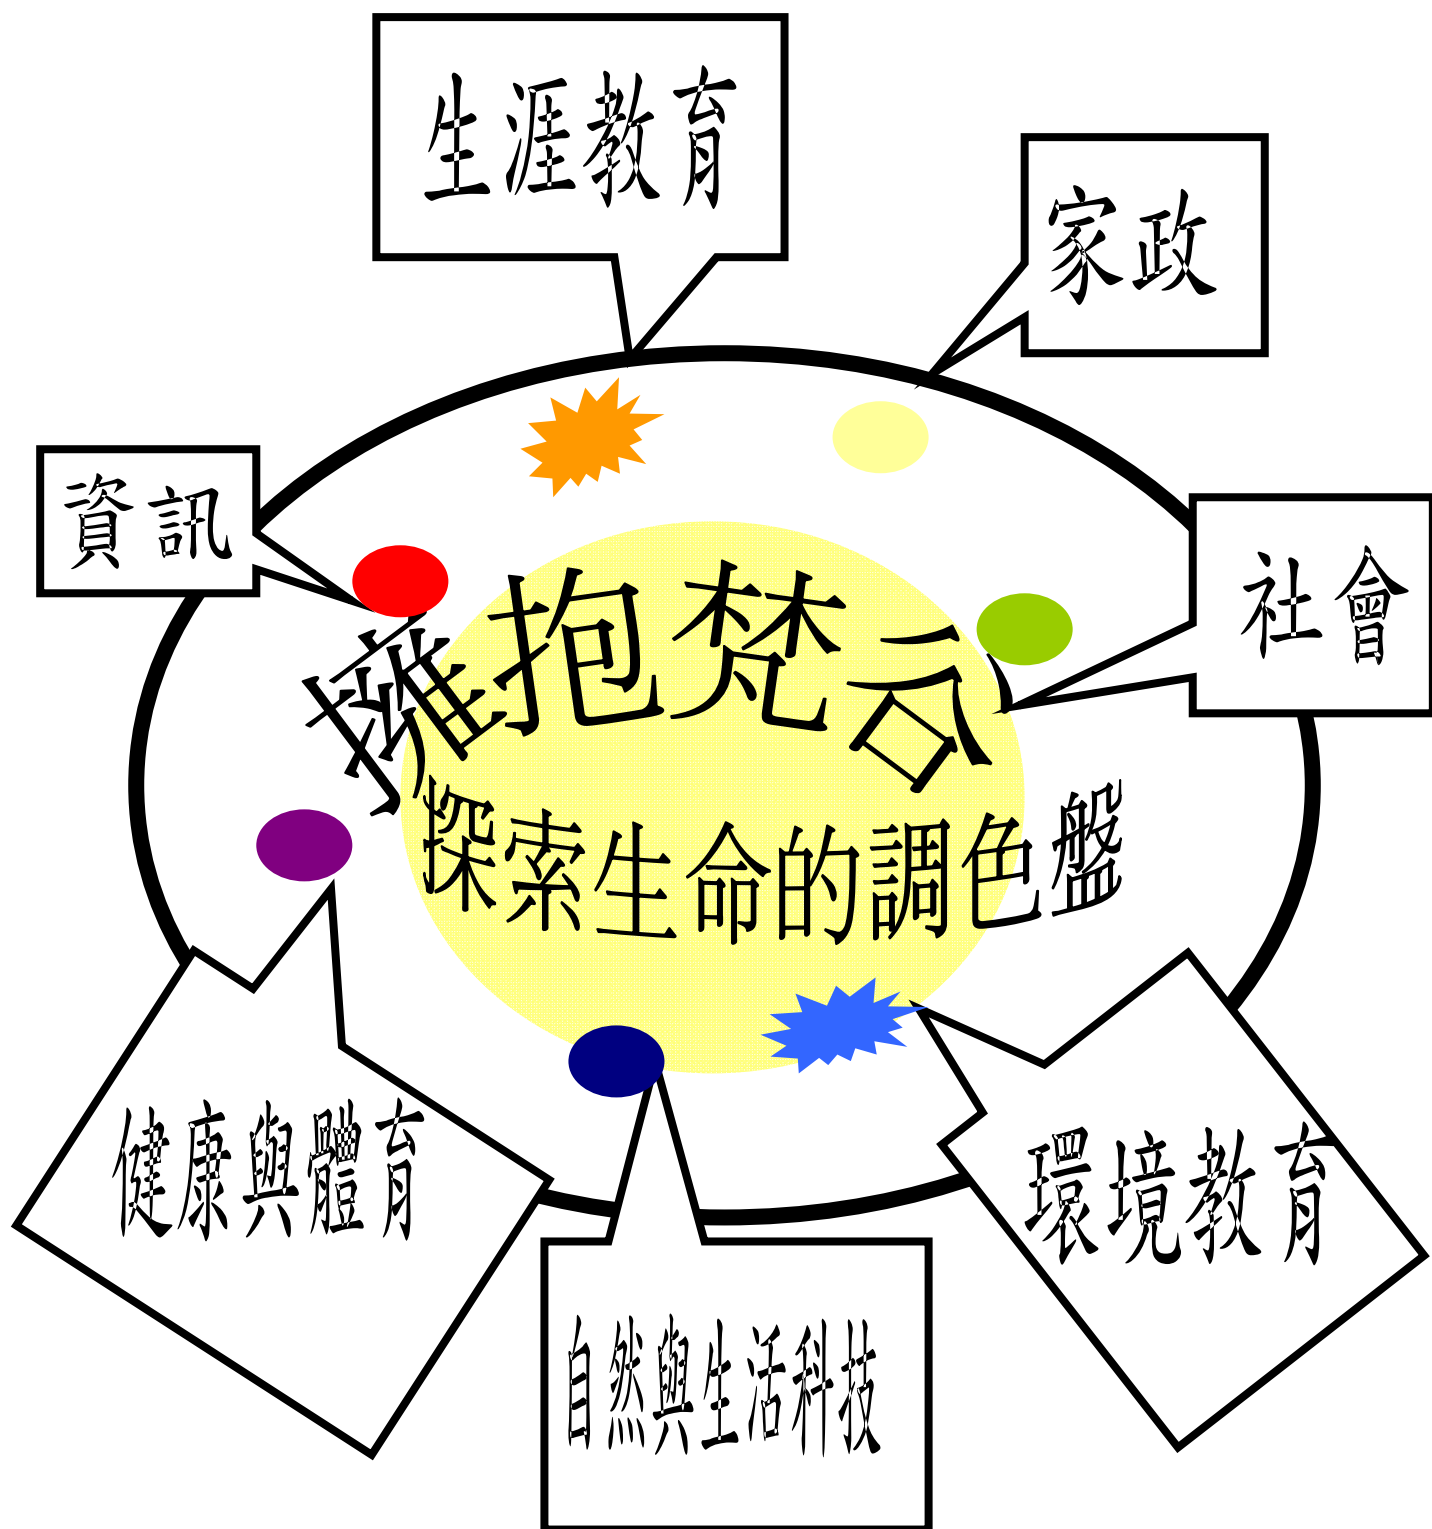 生涯教育
家政
資訊
社會
擁抱梵谷
探索生命的調色盤
健康與體育
環境教育
自然與生活科技